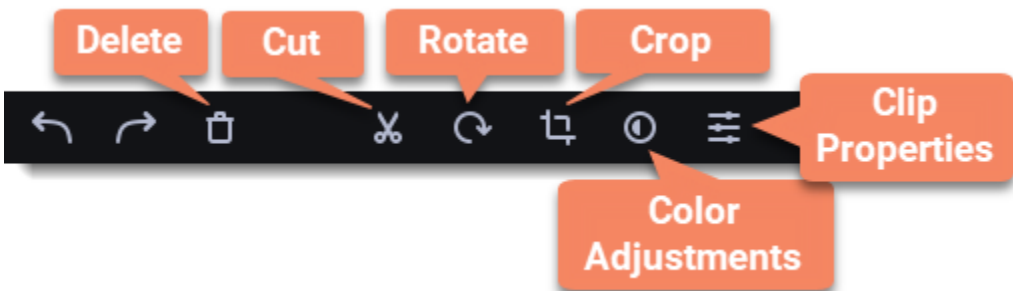 Delete
Cut
Rotate
Crop
Clip
Properties
Color
Adjustments